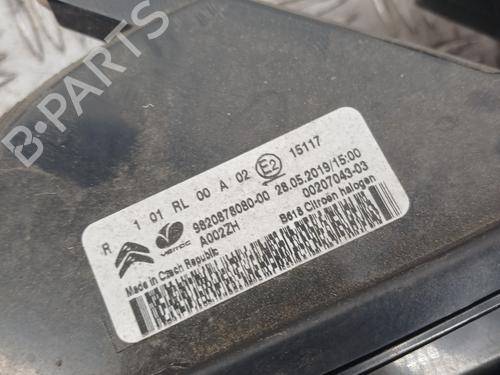 B-PARTS
R 1 01 RL 00 A 02 E2 15117
9820878080-00 28.05.2019/15:00
A002ZH 00207043-03
Made in Czech Republic B618 Citroën halogen